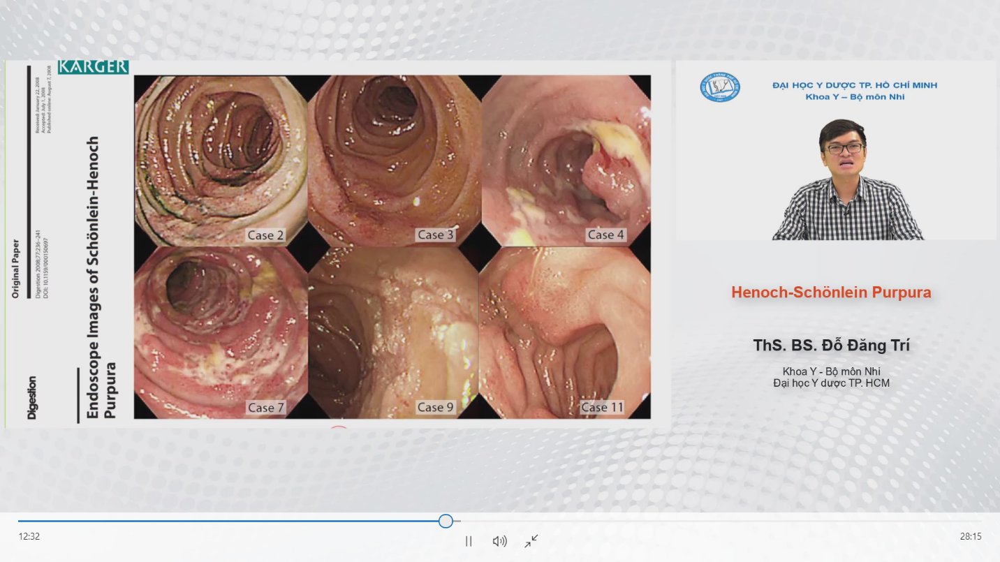 KARGER
Original Paper
Digestion 2008;77:236–241
DOI: 10.1159/000150697
Received: January 22, 2008
Accepted: July 1, 2008
Published online: August 7, 2008
Digestion
Endoscope Images of Schönlein-Henoch
Purpura
Case 2
Case 3
Case 4
Case 7
Case 9
Case 11
ĐẠI HỌC Y DƯỢC TP. HỒ CHÍ MINH
Khoa Y – Bộ môn Nhi
Henoch-Schönlein Purpura
ThS. BS. Đỗ Đăng Trí
Khoa Y - Bộ môn Nhi
Đại học Y dược TP. HCM
12:32
28:15